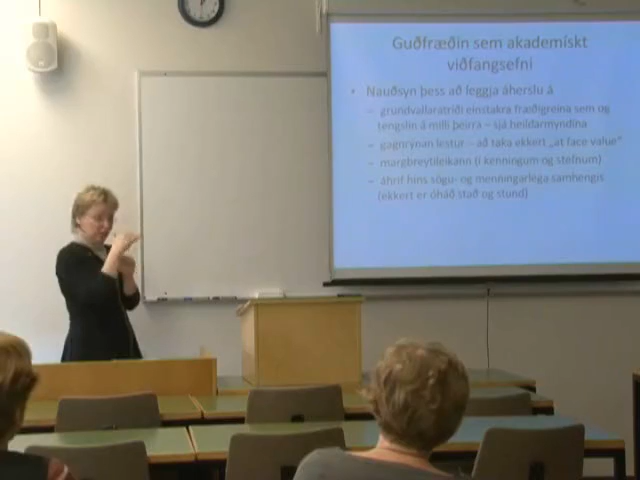 Guðfræðin sem akademískt
viðfangsefni
• Nauðsyn þess að leggja áherslu á
– grundvallaratriði einstakra fræðigreina sem og
tengslin á milli þeirra – sjá heildarmyndina
– gagnrýnan lestur – að taka ekkert „at face value"
– margbreytileikann (í kenningum og stefnum)
– áhrif hins sögu- og menningarlega samhengis
(ekkert er óháð stað og stund)